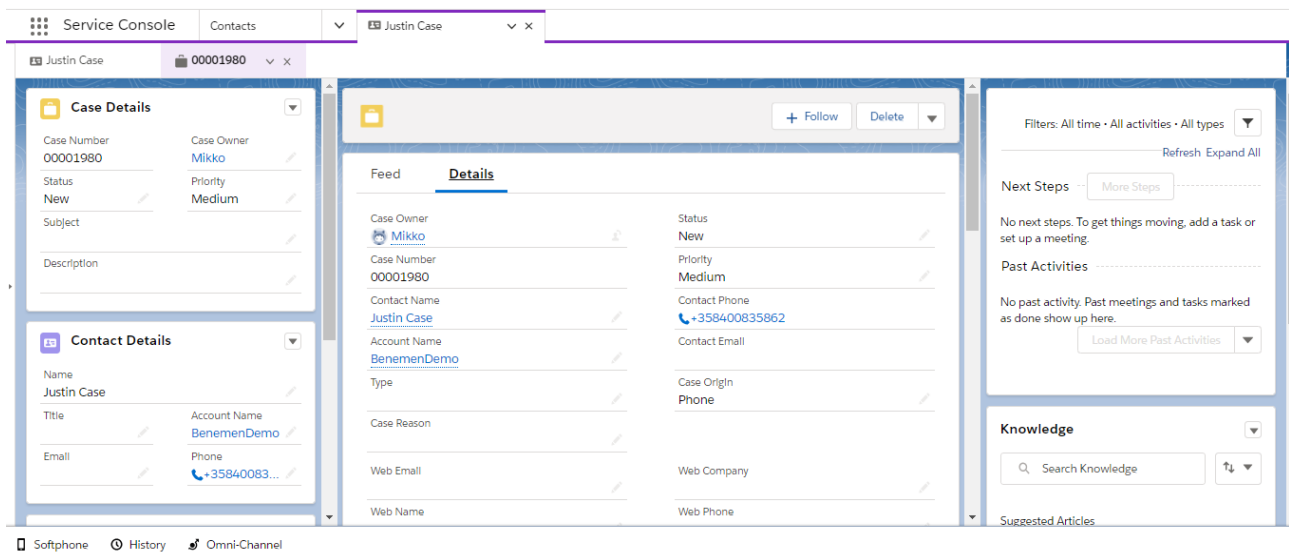 Service Console
Contacts
Justin Case
Justin Case
00001980
Case Details
Case Number
Case Owner
00001980
Mikko
Status
Priority
New
Medium
Subject
Description
Contact Details
Name
Justin Case
Title
Account Name
BenemenDemo
Email
Phone
+35840083...
Follow
Delete
Feed
Details
Case Owner
Status
Mikko
New
Case Number
Priority
00001980
Medium
Contact Name
Contact Phone
Justin Case
+358400835862
Account Name
Contact Email
BenemenDemo
Type
Case Origin
Phone
Case Reason
Web Email
Web Company
Web Name
Web Phone
Filters: All time • All activities • All types
Refresh Expand All
Next Steps
More Steps
No next steps. To get things moving, add a task or
set up a meeting.
Past Activities
No past activity. Past meetings and tasks marked
as done show up here.
Load More Past Activities
Knowledge
Search Knowledge
Suggested Articles
Softphone
History
Omni-Channel